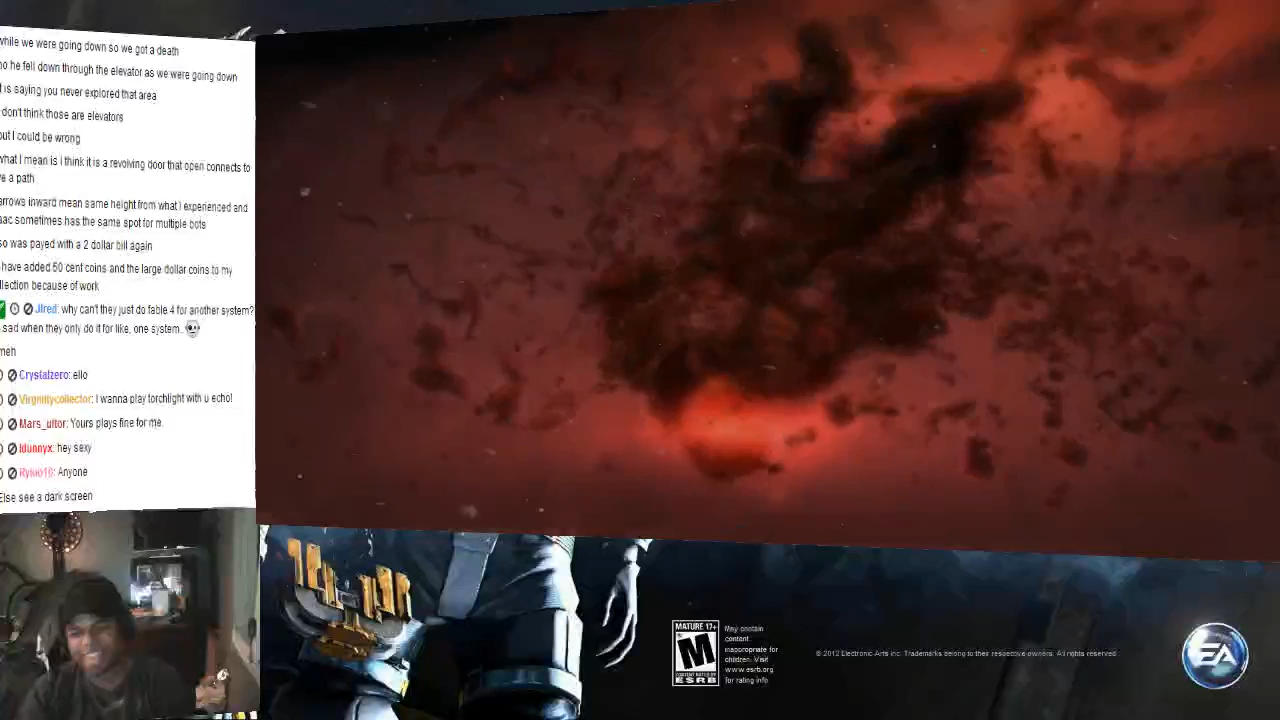 while we were going down so we got a death
no he fell down through the elevator as we were going down
t is saying you never explored that area
don't think those are elevators
but I could be wrong
what I mean is i think it is a revolving door that open connects to
e a path
arrows inward mean same height from what I experienced and
aac sometimes has the same spot for multiple bots
so was payed with a 2 dollar bill again
have added 50 cent coins and the large dollar coins to my
llection because of work
Jlred: why can't they just do fable 4 for another system?
sad when they only do it for like, one system..
meh
Crystalzero: ello
Virginitycollector: I wanna play torchlight with u echo!
Mars_ultor: Yours plays fine for me.
Idunnyx: hey sexy
Anyone
Else see a dark screen
MATURE 17+
M
CONTENT RATED BY
ESRB
May contain
content
inappropriate for
children. Visit
www.esrb.org
for rating info
© 2012 Electronic Arts Inc. Trademarks belong to their respective owners. All rights reserved
EA